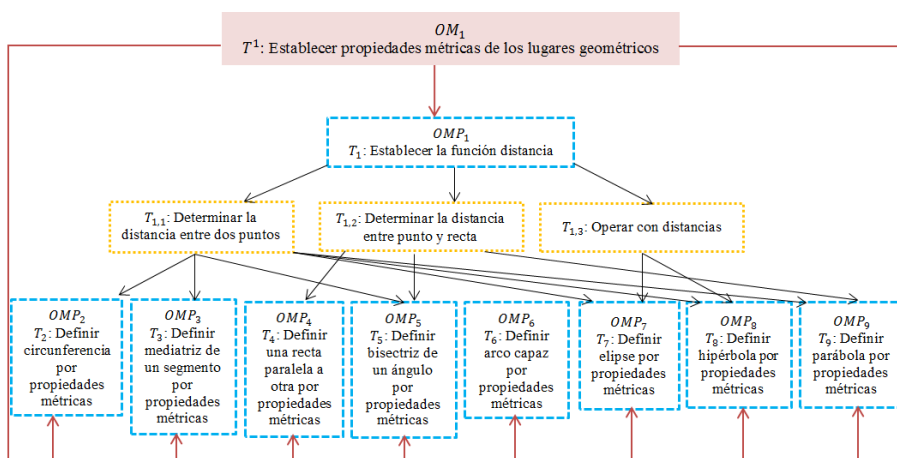 OM₁
T¹: Establecer propiedades métricas de los lugares geométricos
OMP₁
T₁: Establecer la función distancia
T₁,₁: Determinar la
distancia entre dos puntos
T₁,₂: Determinar la distancia
entre punto y recta
T₁,₃: Operar con distancias
OMP₂
T₂: Definir
circunferencia
por
propiedades
métricas
OMP₃
T₃: Definir
mediatriz de
un segmento
por
propiedades
métricas
OMP₄
T₄: Definir
una recta
paralela a
otra por
propiedades
métricas
OMP₅
T₅: Definir
bisectriz de
un ángulo
por
propiedades
métricas
OMP₆
T₆: Definir
arco capaz
por
propiedades
métricas
OMP₇
T₇: Definir
elipse por
propiedades
métricas
OMP₈
T₈: Definir
hipérbola por
propiedades
métricas
OMP₉
T₉: Definir
parábola por
propiedades
métricas